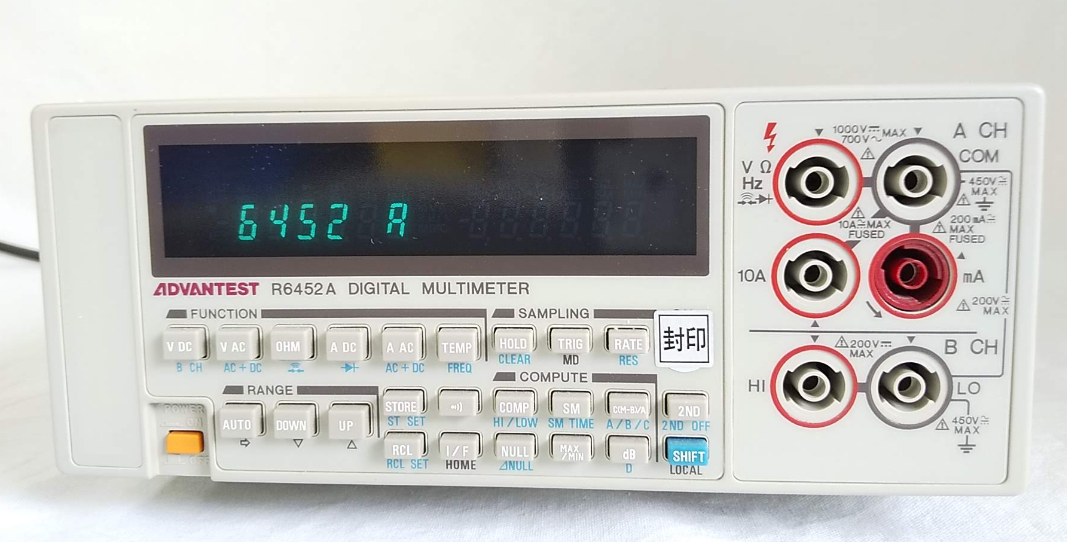 6452 A
ADVANTEST R6452A DIGITAL MULTIMETER
FUNCTION
SAMPLING
V DC V AC OHM A DC A AC TEMP HOLD TRIG RATE
封印
B CH AC+DC AC+DC FREQ CLEAR MD RES
RANGE
COMPUTE
AUTO DOWN UP
STORE COMP SM 2ND
ST SET HI/LOW SM TIME A/B/C 2ND OFF
RCL I/F NULL MAX/MIN dB SHIFT
RCL SET HOME ⊿NULL D LOCAL
POWER
1000V MAX
700V
A CH
V Ω
Hz
COM
450V MAX
10A MAX
FUSED
200mA
MAX
FUSED
10A
mA
200V
MAX
200V MAX
B CH
HI
LO
450V
MAX